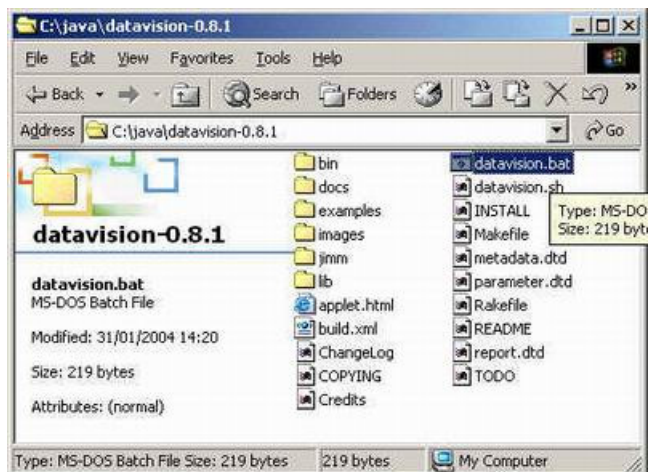 C:\java\datavision-0.8.1
File Edit View Favorites Tools Help
Back Search Folders »
Address C:\java\datavision-0.8.1 Go
datavision-0.8.1
datavision.bat
MS-DOS Batch File
Modified: 31/01/2004 14:20
Size: 219 bytes
Attributes: (normal)
bin
docs
examples
images
jimm
lib
applet.html
build.xml
ChangeLog
COPYING
Credits
datavision.bat
datavision.sh
INSTALL
Makefile
metadata.dtd
parameter.dtd
Rakefile
README
report.dtd
TODO
Type: MS-DO
Size: 219 byt
Type: MS-DOS Batch File Size: 219 bytes 219 bytes My Computer